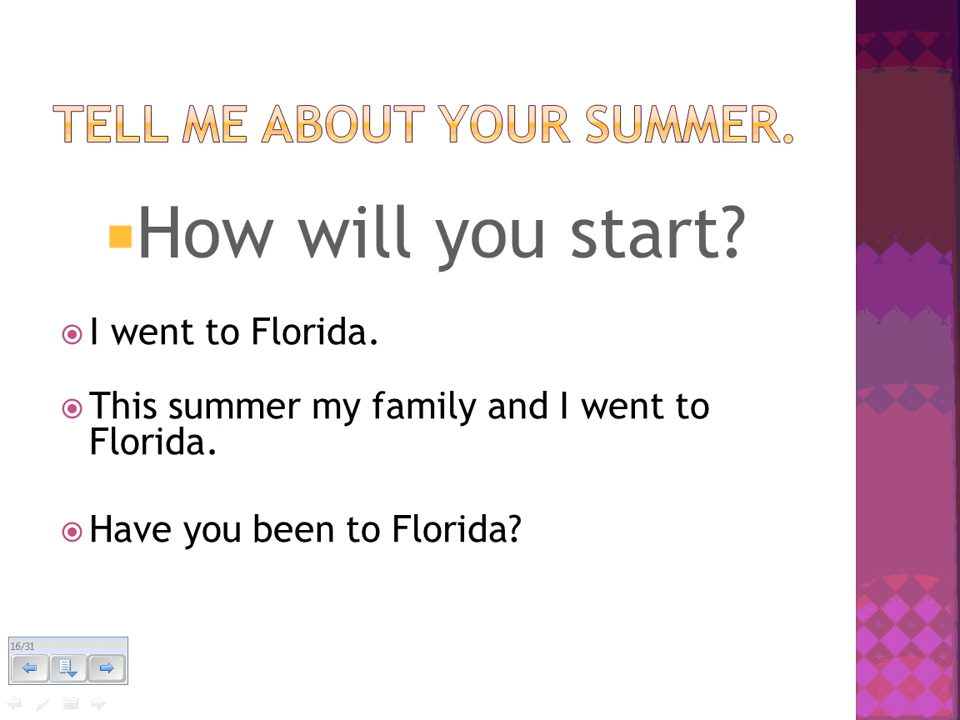 TELL ME ABOUT YOUR SUMMER.
How will you start?
I went to Florida.
This summer my family and I went to
Florida.
Have you been to Florida?
16/31